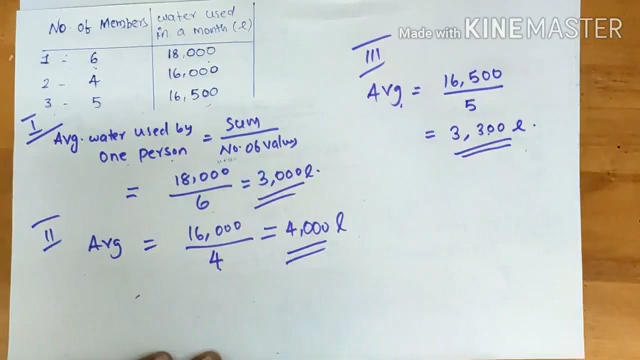 Made with KINEMASTER
No. of Members water used in a month (l)
1 - 6 18,000
2 - 4 16,000
3 - 5 16,500
I
Avg. water used by one person = Sum / No. of values
= 18,000 / 6 = 3,000 l.
II Avg = 16,000 / 4 = 4,000 l
III
Avg = 16,500 / 5
= 3,300 l.